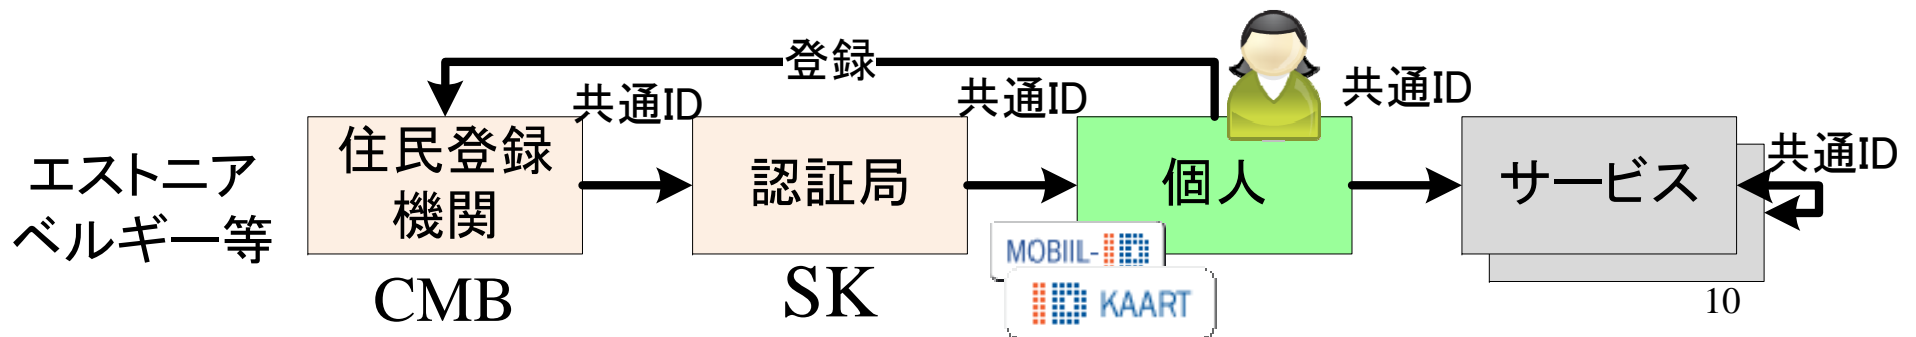 登録
共通ID
共通ID
共通ID
エストニア
ベルギー等
住民登録
機関
認証局
個人
サービス
共通ID
CMB
SK
MOBIIL-ID
ID KAART
10